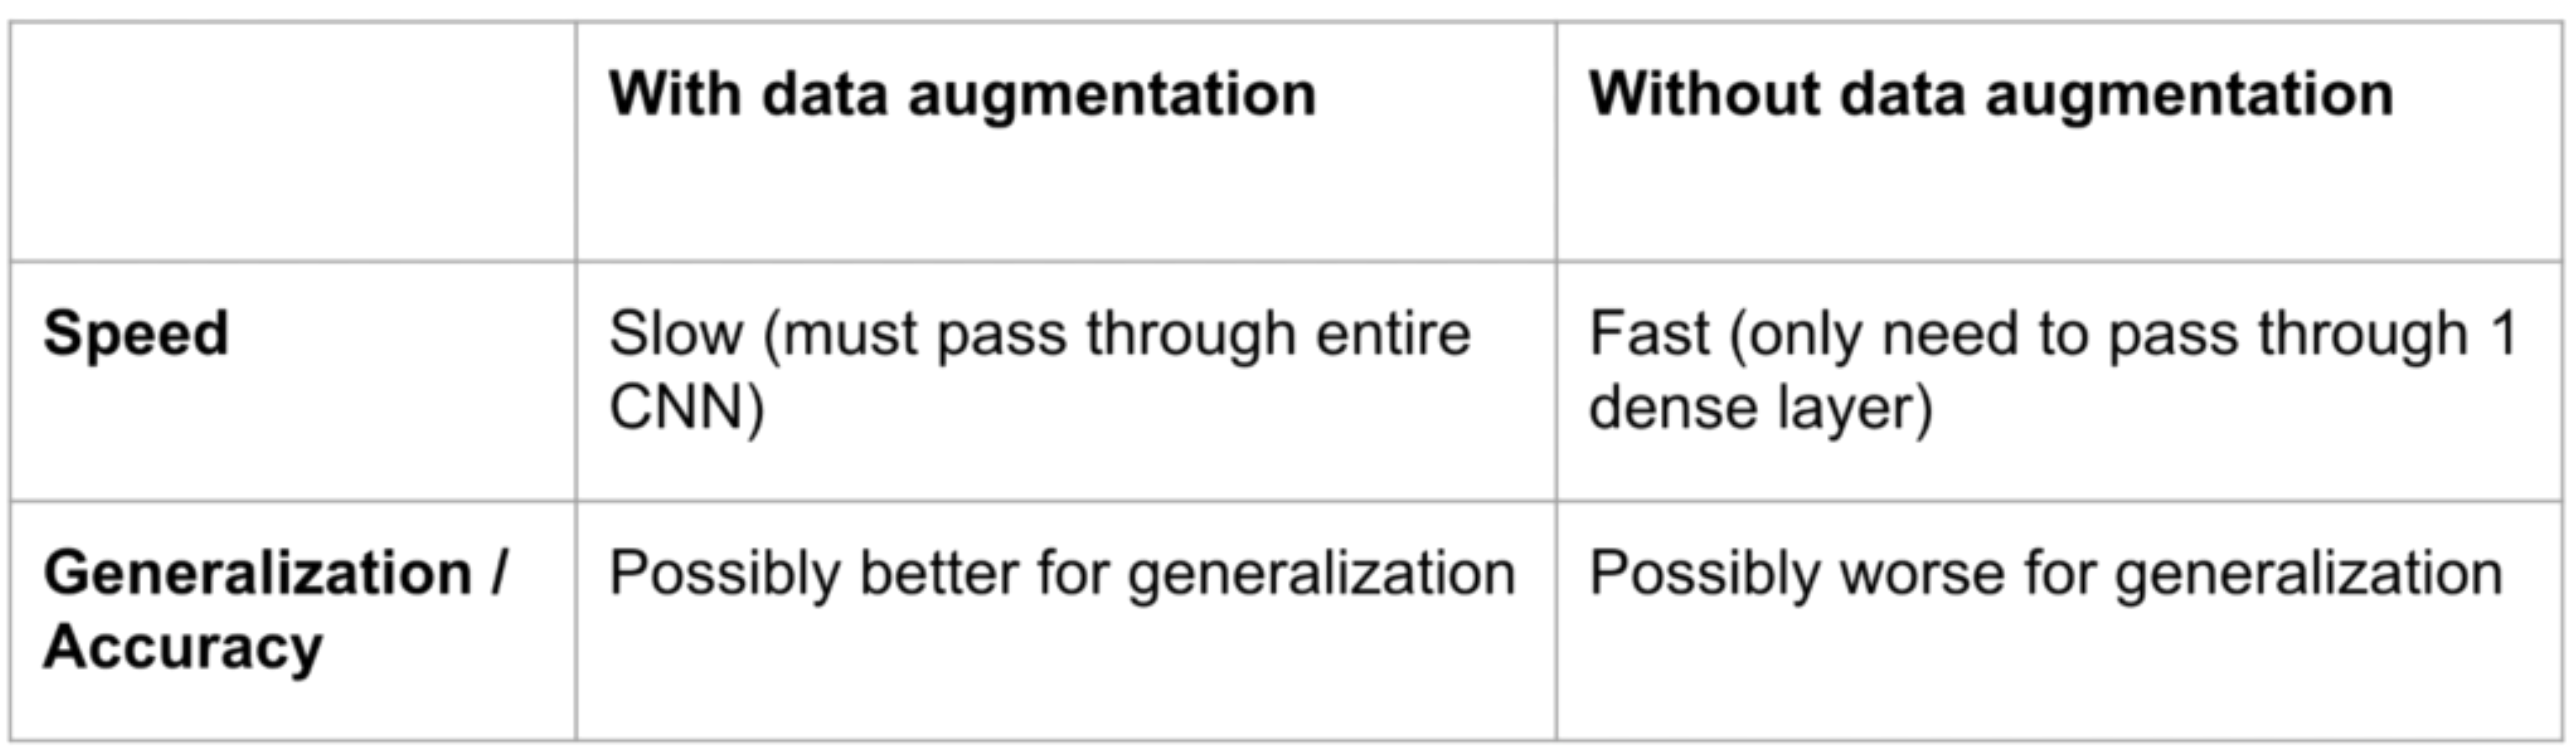 With data augmentation
Without data augmentation
Speed
Slow (must pass through entire
CNN)
Fast (only need to pass through 1
dense layer)
Generalization /
Accuracy
Possibly better for generalization
Possibly worse for generalization